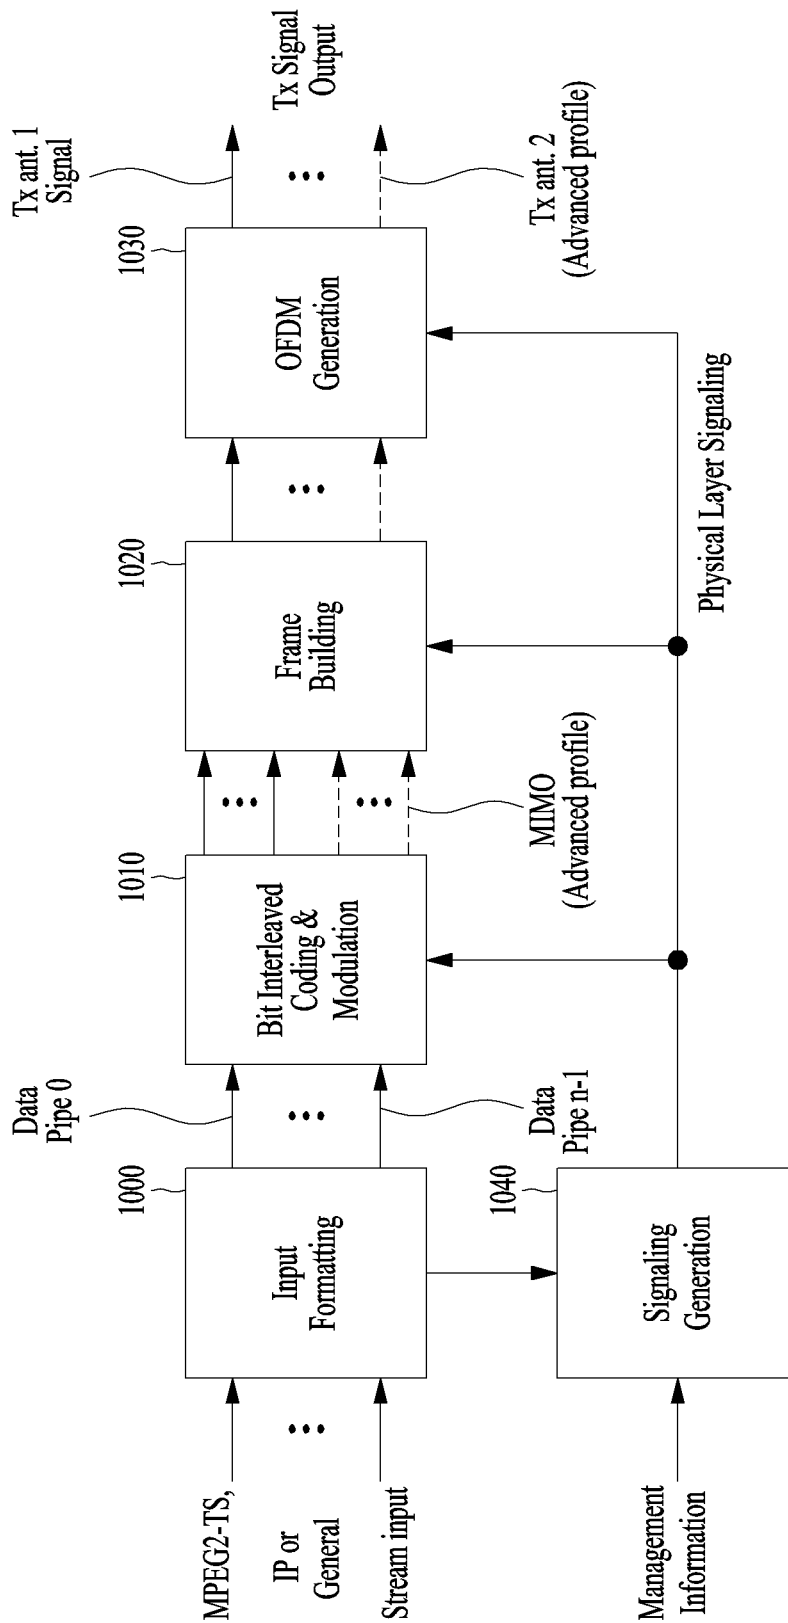 MPEG2-TS,
IP or
General
Stream input
Management
Information
1000
Input
Formatting
1040
Signaling
Generation
Data
Pipe 0
Data
Pipe n-1
1010
Bit Interleaved
Coding &
Modulation
MIMO
(Advanced profile)
1020
Frame
Building
Physical Layer Signaling
1030
OFDM
Generation
Tx ant. 1
Signal
Tx Signal
Output
Tx ant. 2
(Advanced profile)